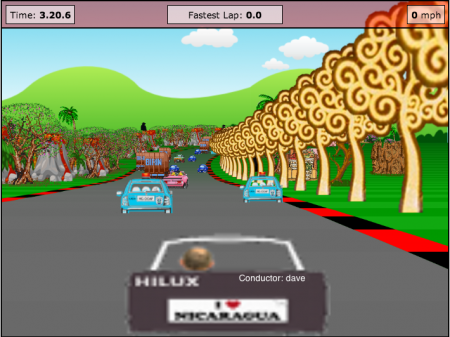 Time: 3.20.6
Fastest Lap: 0.0
0 mph
HILUX
Conductor: dave
I
NICARAGUA